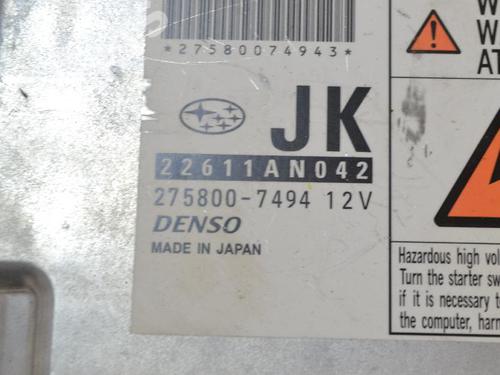 *27580074943*
JK
22611AN042
275800-7494 12V
DENSO
MADE IN JAPAN
W
W
AT
Hazardous high vol
Turn the starter sw
if it is necessary t
the computer, harn